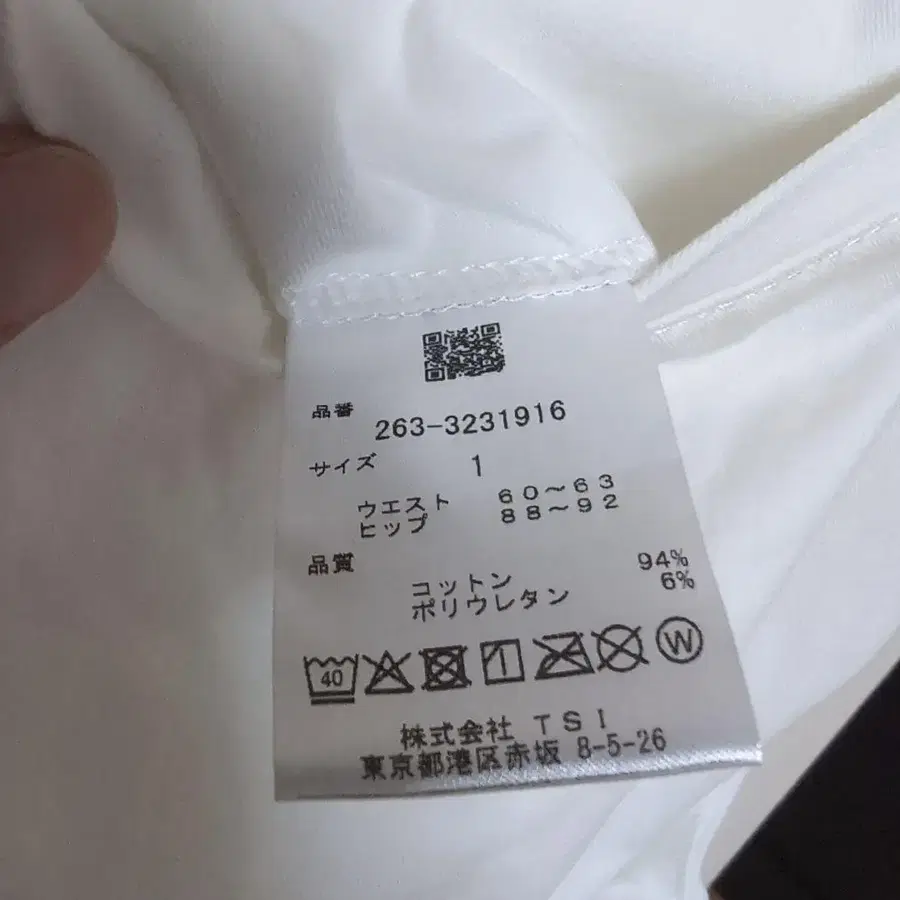 品番
263-3231916
サイズ 1
ウエスト 60～63
ヒップ 88～92
品質
コットン 94%
ポリウレタン 6%
40 W
株式会社 TSI
東京都港区赤坂 8-5-26